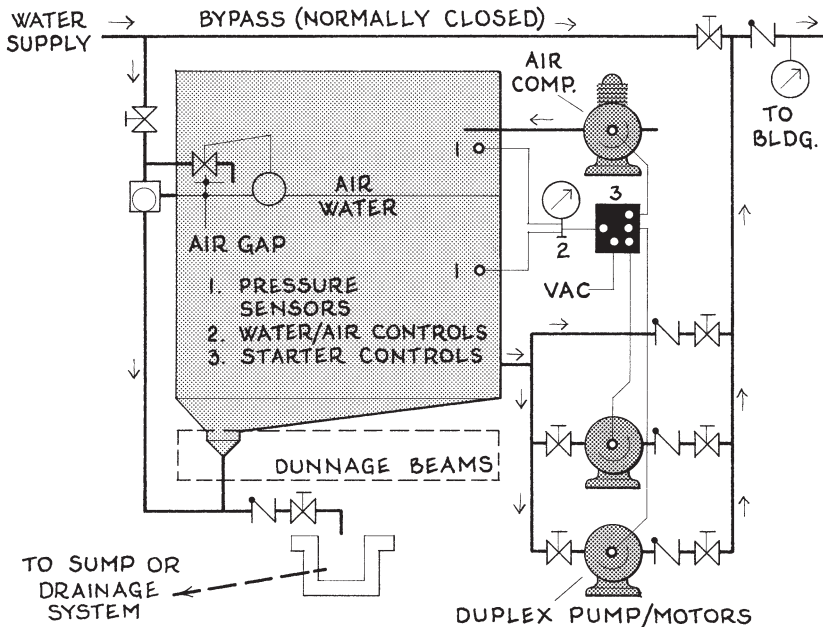 WATER
SUPPLY
BYPASS (NORMALLY CLOSED)
AIR
COMP.
TO
BLDG.
1
3
AIR
WATER
2
AIR GAP
1
VAC
1. PRESSURE
SENSORS
2. WATER/AIR CONTROLS
3. STARTER CONTROLS
DUNNAGE BEAMS
TO SUMP OR
DRAINAGE
SYSTEM
DUPLEX PUMP/MOTORS